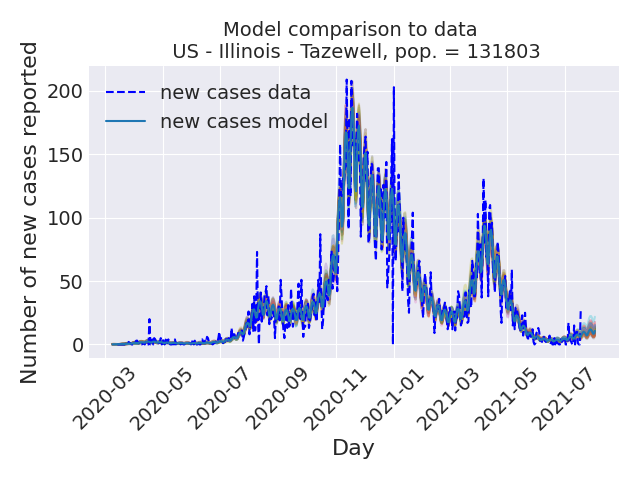 Model comparison to data
US - Illinois - Tazewell, pop. = 131803
Number of new cases reported
200
150
100
50
0
new cases data
new cases model
2020-03
2020-05
2020-07
2020-09
2020-11
2021-01
2021-03
2021-05
2021-07
Day